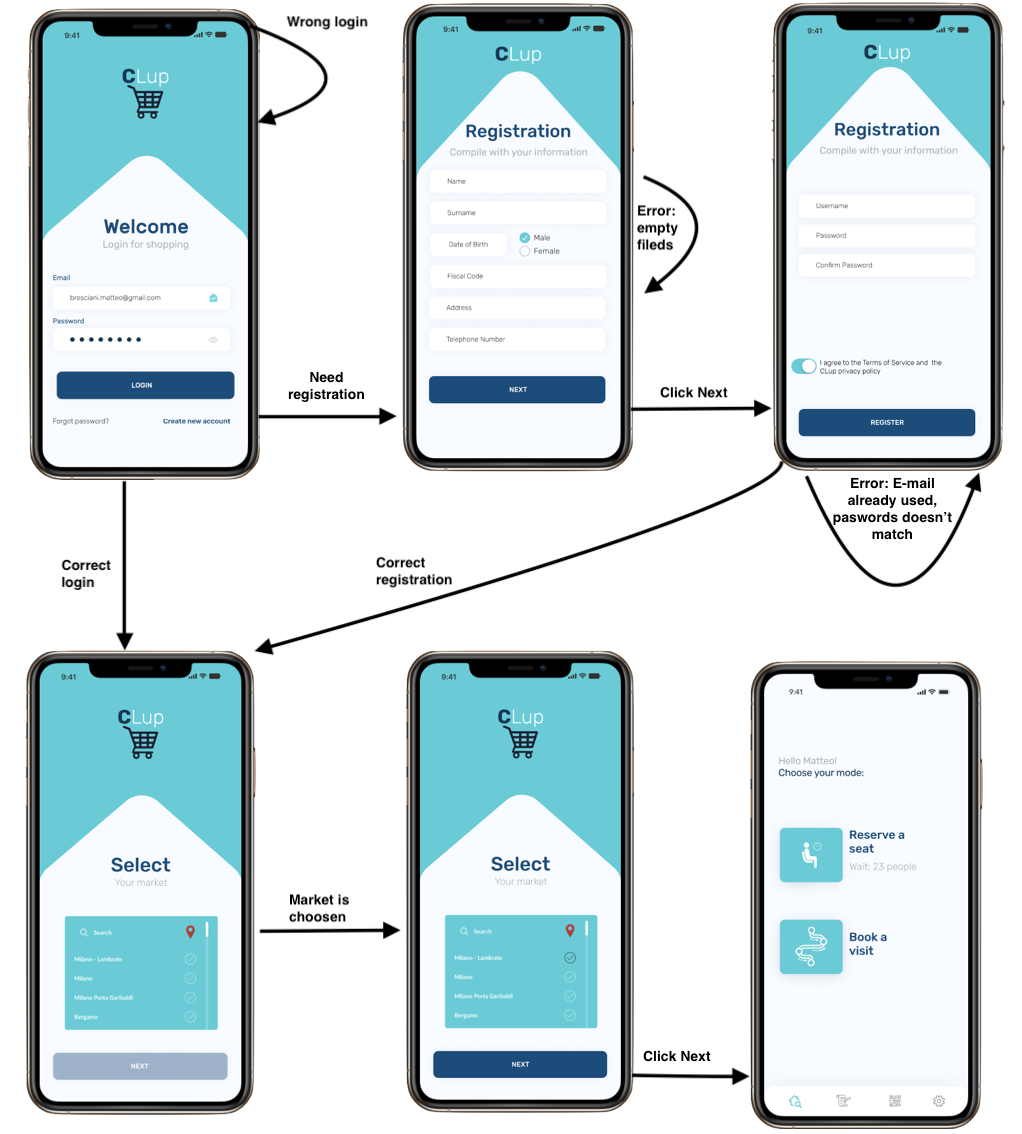 9:41
CLup
Welcome
Login for shopping
Email
bresciani.matteo@gmail.com
Password
LOGIN
Forgot password?
Create new account
Wrong login
Need
registration
9:41
CLup
Registration
Compile with your information
Name
Surname
Date of Birth
Male
Female
Fiscal Code
Address
Telephone Number
NEXT
Error:
empty
fileds
Click Next
9:41
CLup
Registration
Compile with your information
Username
Password
Confirm Password
I agree to the Terms of Service and the
CLup privacy policy
REGISTER
Error: E-mail
already used,
paswords doesn't
match
Correct
login
Correct
registration
9:41
CLup
Select
Your market
Search
Milano - Lambrate
Milano
Milano Porta Garibaldi
Bergamo
NEXT
Market is
choosen
9:41
CLup
Select
Your market
Search
Milano - Lambrate
Milano
Milano Porta Garibaldi
Bergamo
NEXT
Click Next
9:41
Hello Matteo!
Choose your mode:
Reserve a
seat
Wait: 23 people
Book a
visit